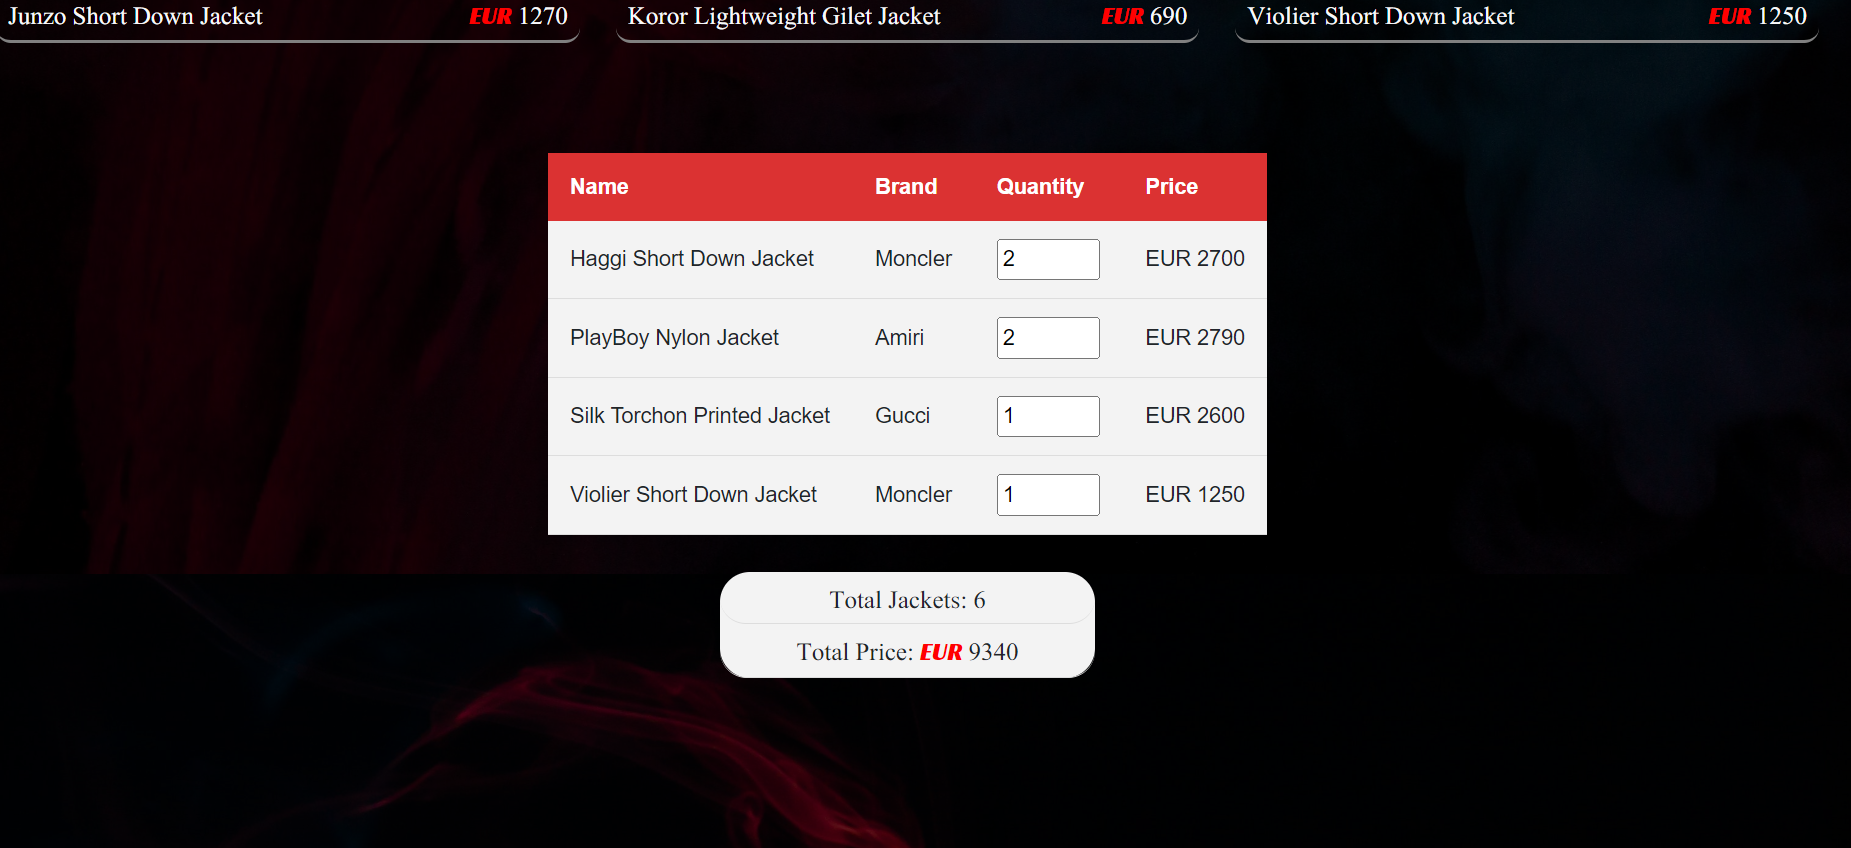 Junzo Short Down Jacket EUR 1270 Koror Lightweight Gilet Jacket EUR 690 Violier Short Down Jacket EUR 1250
Name Brand Quantity Price
Haggi Short Down Jacket Moncler 2 EUR 2700
PlayBoy Nylon Jacket Amiri 2 EUR 2790
Silk Torchon Printed Jacket Gucci 1 EUR 2600
Violier Short Down Jacket Moncler 1 EUR 1250
Total Jackets: 6
Total Price: EUR 9340